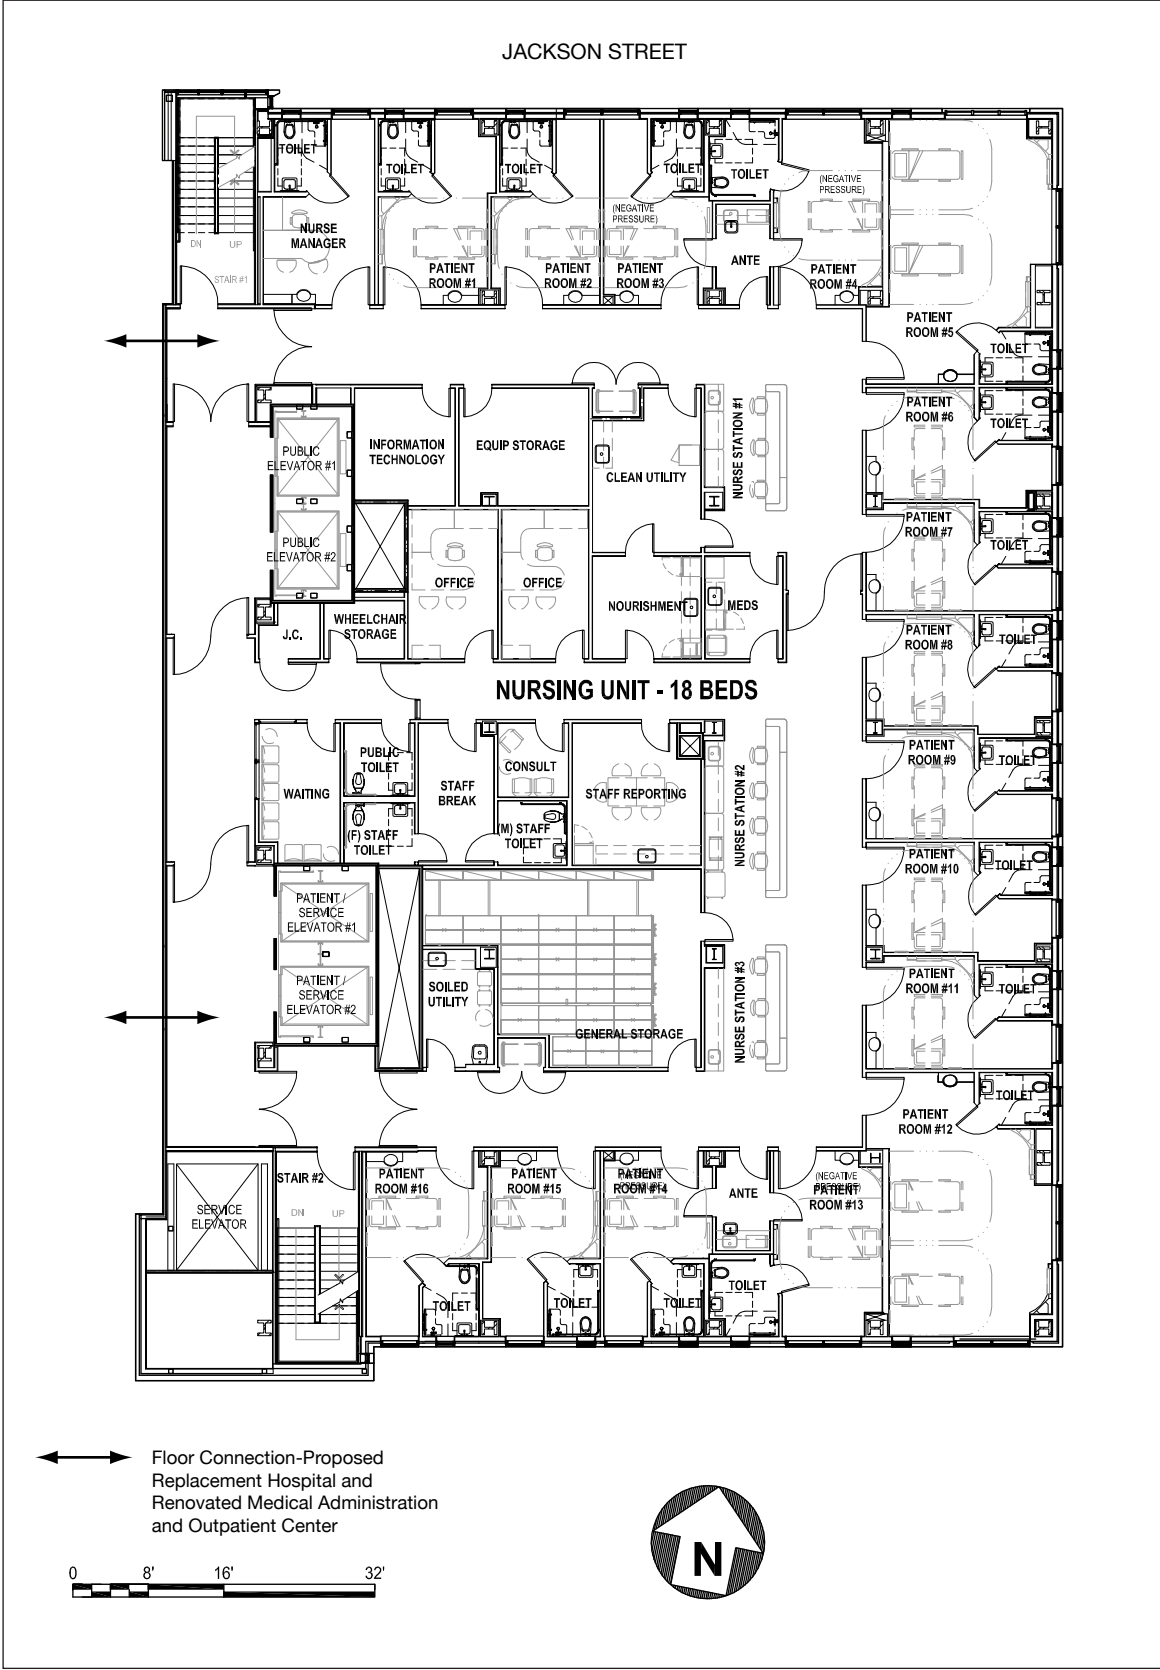 JACKSON STREET
TOILET
TOILET
TOILET
TOILET
TOILET
(NEGATIVE
PRESSURE)
(NEGATIVE
PRESSURE)
NURSE
MANAGER
DN
UP
STAIR #1
PATIENT
ROOM #1
PATIENT
ROOM #2
PATIENT
ROOM #3
ANTE
PATIENT
ROOM #4
PATIENT
ROOM #5
TOILET
PUBLIC
ELEVATOR #1
INFORMATION
TECHNOLOGY
EQUIP STORAGE
CLEAN UTILITY
NURSE STATION #1
PATIENT
ROOM #6
TOILET
PUBLIC
ELEVATOR #2
OFFICE
OFFICE
PATIENT
ROOM #7
TOILET
J.C.
WHEELCHAIR
STORAGE
NOURISHMENT
MEDS
PATIENT
ROOM #8
TOILET
NURSING UNIT - 18 BEDS
WAITING
PUBLIC
TOILET
STAFF
BREAK
CONSULT
STAFF REPORTING
NURSE STATION #2
PATIENT
ROOM #9
TOILET
(F) STAFF
TOILET
(M) STAFF
TOILET
PATIENT
ROOM #10
TOILET
PATIENT /
SERVICE
ELEVATOR #1
PATIENT /
SERVICE
ELEVATOR #2
SOILED
UTILITY
GENERAL STORAGE
NURSE STATION #3
PATIENT
ROOM #11
TOILET
PATIENT
ROOM #12
TOILET
STAIR #2
DN
UP
SERVICE
ELEVATOR
PATIENT
ROOM #16
PATIENT
ROOM #15
(NEGATIVE
PRESSURE)
PATIENT
ROOM #14
ANTE
(NEGATIVE
PRESSURE)
PATIENT
ROOM #13
TOILET
TOILET
TOILET
TOILET
Floor Connection-Proposed
Replacement Hospital and
Renovated Medical Administration
and Outpatient Center
0 8' 16' 32'
N